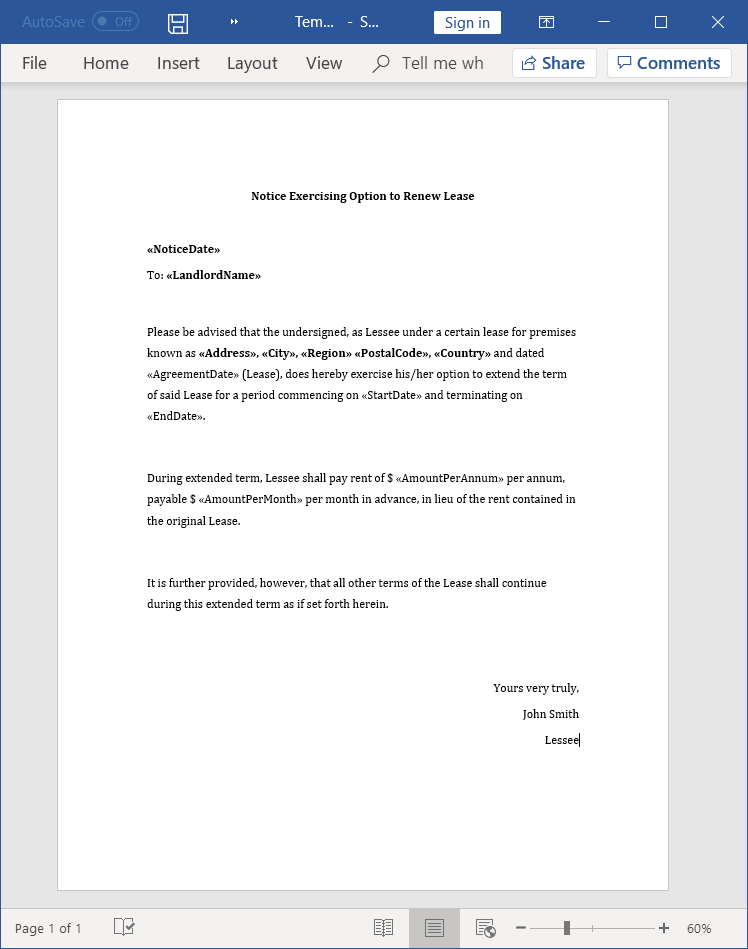 AutoSave Off Tem... - S... Sign in
File Home Insert Layout View Tell me wh Share Comments
Notice Exercising Option to Renew Lease
«NoticeDate»
To: «LandlordName»
Please be advised that the undersigned, as Lessee under a certain lease for premises
known as «Address», «City», «Region» «PostalCode», «Country» and dated
«AgreementDate» (Lease), does hereby exercise his/her option to extend the term
of said Lease for a period commencing on «StartDate» and terminating on
«EndDate».
During extended term, Lessee shall pay rent of $ «AmountPerAnnum» per annum,
payable $ «AmountPerMonth» per month in advance, in lieu of the rent contained in
the original Lease.
It is further provided, however, that all other terms of the Lease shall continue
during this extended term as if set forth herein.
Yours very truly,
John Smith
Lessee
Page 1 of 1 60%